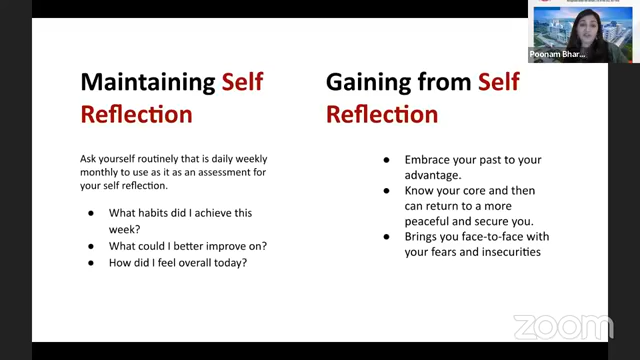 Maintaining Self
Reflection
Ask yourself routinely that is daily weekly
monthly to use as it as an assessment for
your self reflection.
● What habits did I achieve this
week?
● What could I better improve on?
● How did I feel overall today?
Gaining from Self
Reflection
● Embrace your past to your
advantage.
● Know your core and then
can return to a more
peaceful and secure you.
● Brings you face-to-face with
your fears and insecurities
Poonam Bhar...
zoom